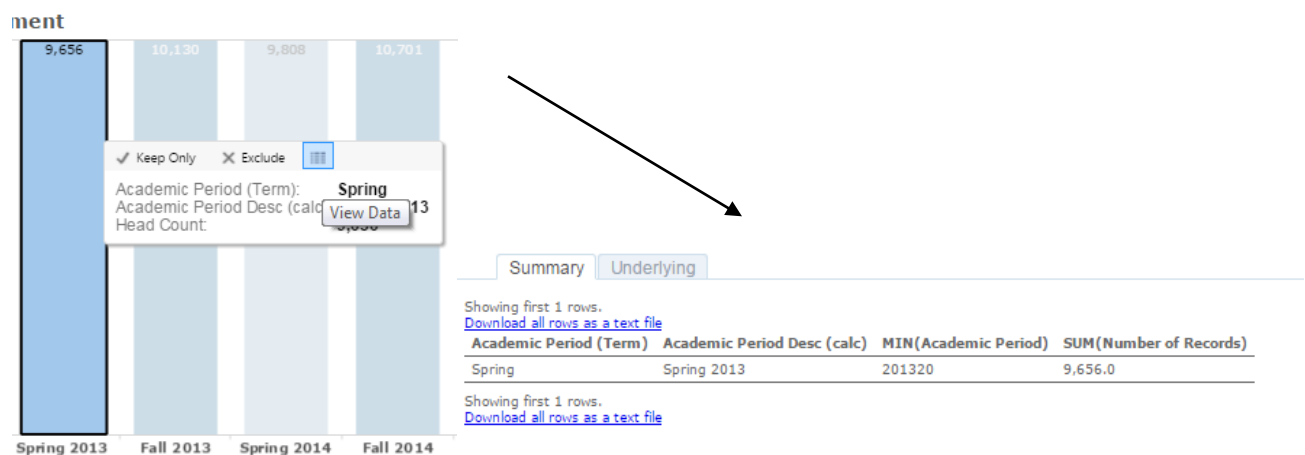 ment
9,656 10,130 9,808 10,701
Keep Only Exclude
Academic Period (Term): Spring
Academic Period Desc (calc 13
View Data
Head Count:
Spring 2013 Fall 2013 Spring 2014 Fall 2014
Summary Underlying
Showing first 1 rows.
Download all rows as a text file
Academic Period (Term) Academic Period Desc (calc) MIN(Academic Period) SUM(Number of Records)
Spring Spring 2013 201320 9,656.0
Showing first 1 rows.
Download all rows as a text file